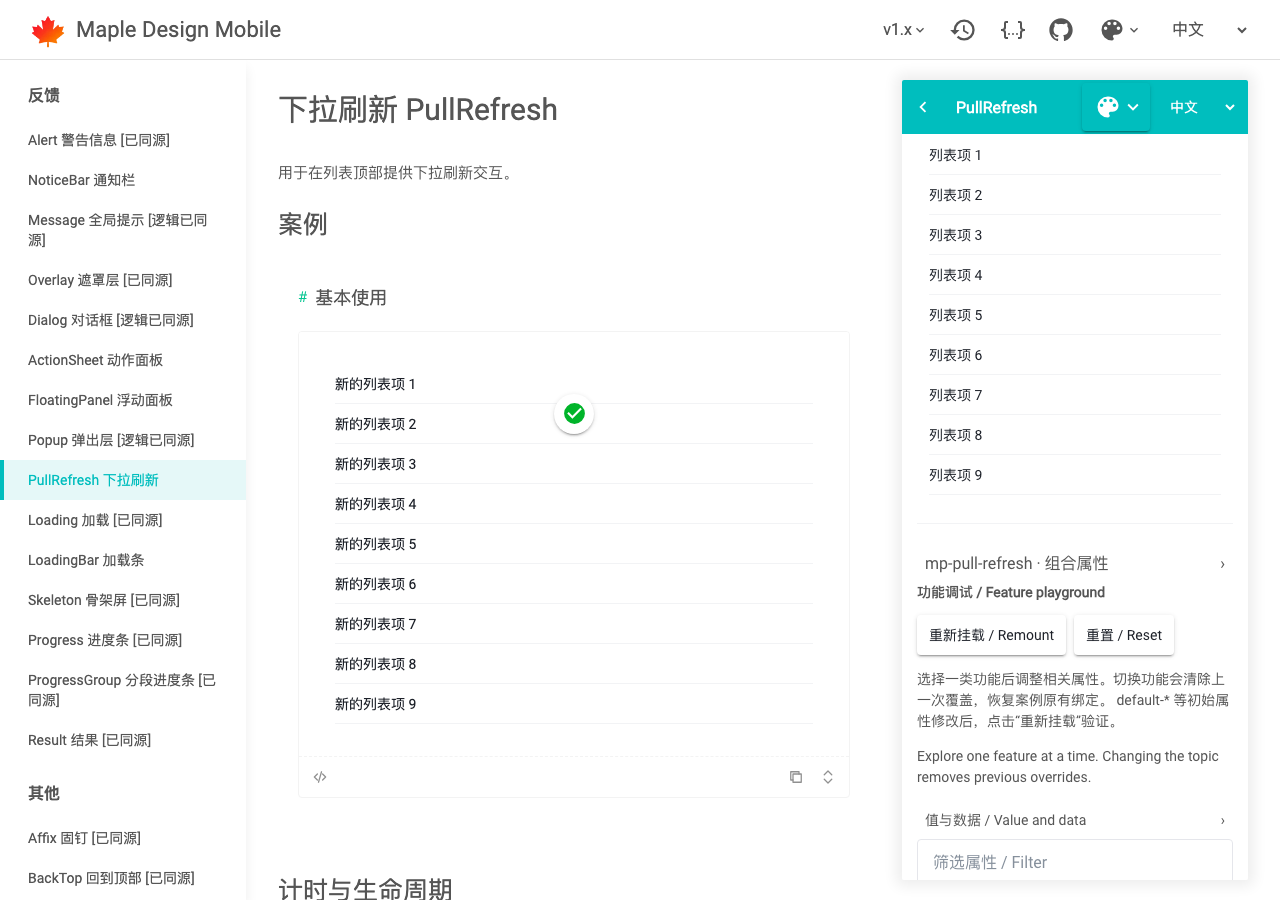 Maple Design Mobile
v1.x
{...}
中文
反馈
Alert 警告信息 [已同源]
NoticeBar 通知栏
Message 全局提示 [逻辑已同
源]
Overlay 遮罩层 [已同源]
Dialog 对话框 [逻辑已同源]
ActionSheet 动作面板
FloatingPanel 浮动面板
Popup 弹出层 [逻辑已同源]
PullRefresh 下拉刷新
Loading 加载 [已同源]
LoadingBar 加载条
Skeleton 骨架屏 [已同源]
Progress 进度条 [已同源]
ProgressGroup 分段进度条 [已
同源]
Result 结果 [已同源]
其他
Affix 固钉 [已同源]
BackTop 回到顶部 [已同源]
下拉刷新 PullRefresh
用于在列表顶部提供下拉刷新交互。
案例
# 基本使用
新的列表项 1
新的列表项 2
新的列表项 3
新的列表项 4
新的列表项 5
新的列表项 6
新的列表项 7
新的列表项 8
新的列表项 9
计时与生命周期
PullRefresh
中文
列表项 1
列表项 2
列表项 3
列表项 4
列表项 5
列表项 6
列表项 7
列表项 8
列表项 9
mp-pull-refresh · 组合属性 ›
功能调试 / Feature playground
重新挂载 / Remount
重置 / Reset
选择一类功能后调整相关属性。切换功能会清除上
一次覆盖，恢复案例原有绑定。 default-* 等初始属
性修改后，点击“重新挂载”验证。
Explore one feature at a time. Changing the topic
removes previous overrides.
值与数据 / Value and data ›
筛选属性 / Filter